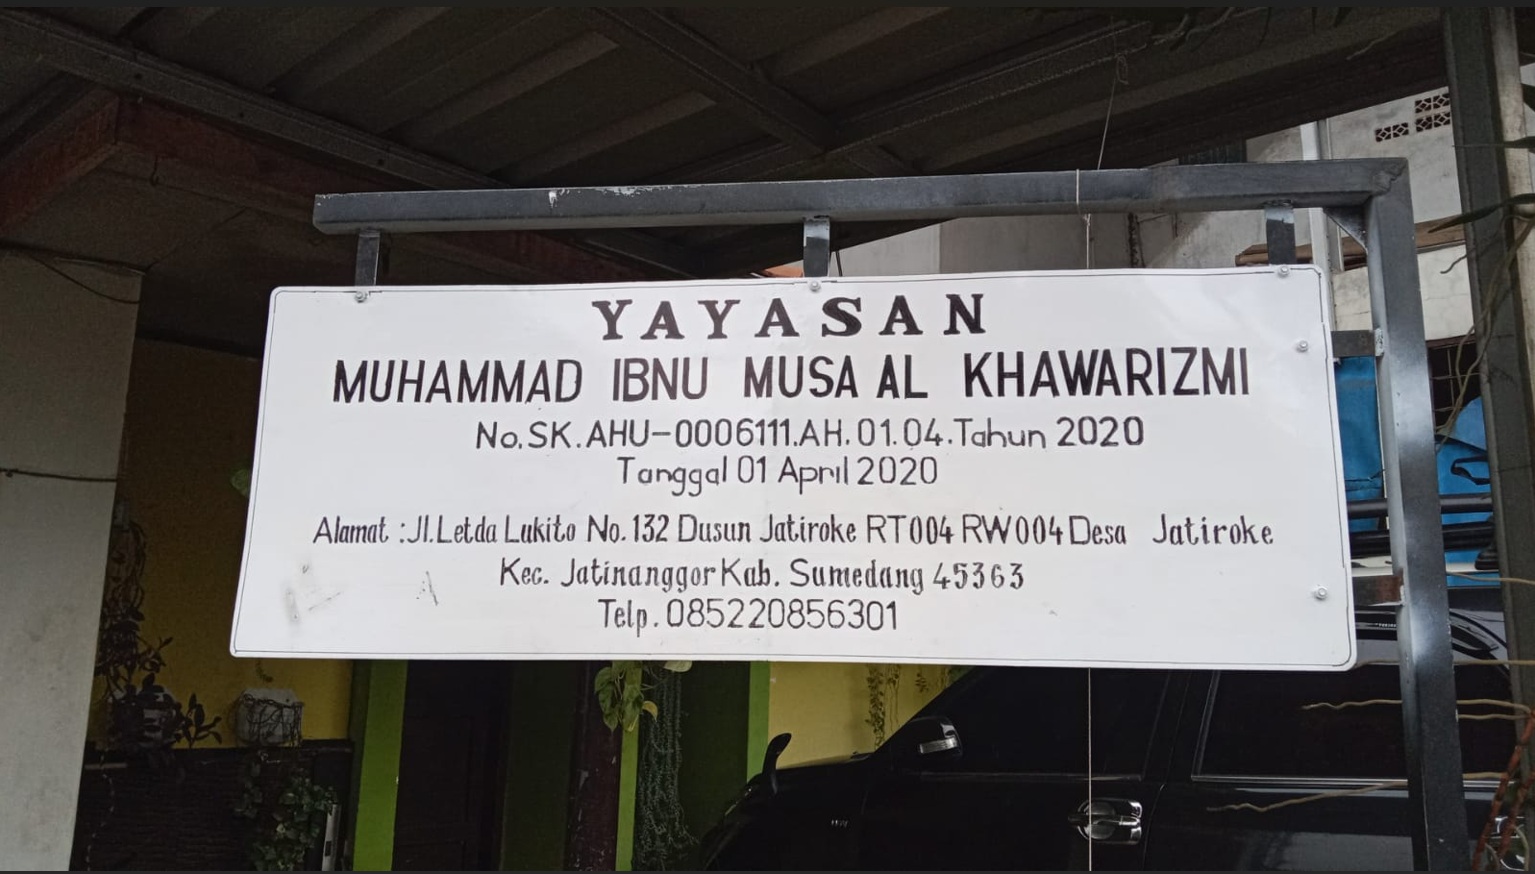 YAYASAN
MUHAMMAD IBNU MUSA AL KHAWARIZMI
No.SK.AHU-0006111.AH.01.04.Tahun 2020
Tanggal 01 April 2020
Alamat :Jl.Letda Lukito No.132 Dusun Jatiroke RT004 RW004 Desa Jatiroke
Kec. Jatinanggor Kab. Sumedang 45363
Telp. 085220856301